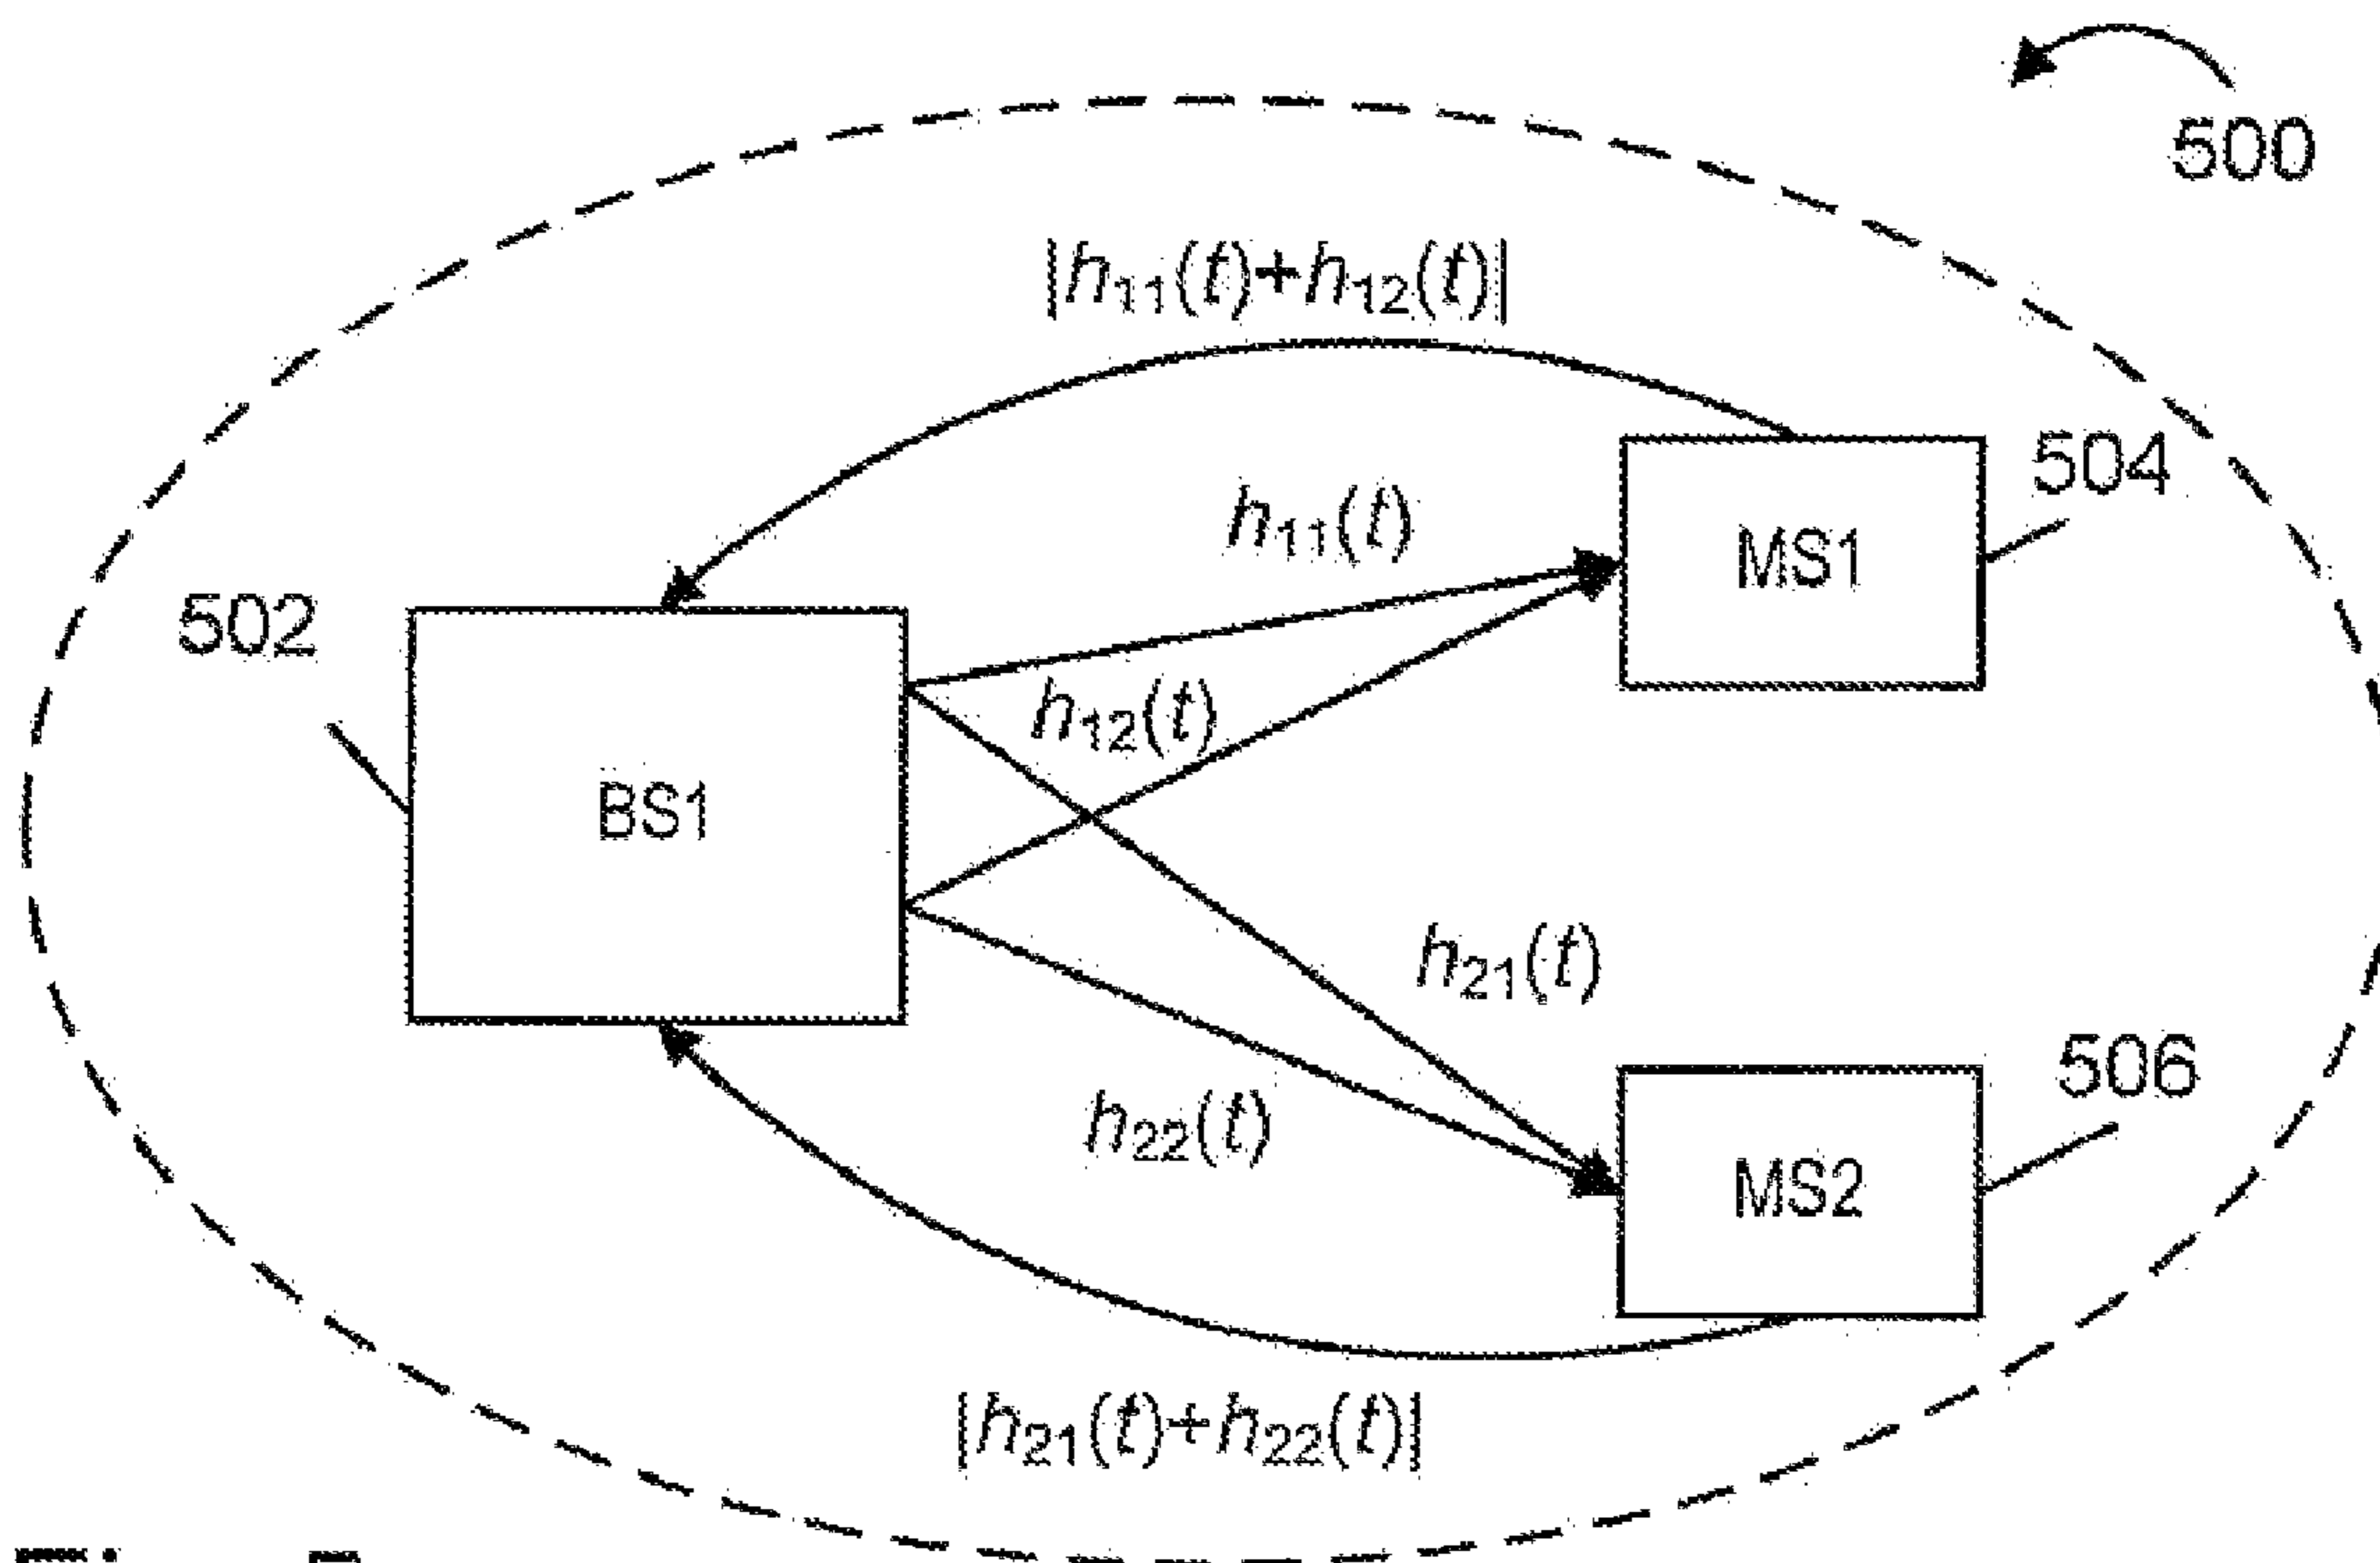 500
|h₁₁(t)+h₁₂(t)|
504
h₁₁(t)
MS1
502
h₁₂(t)
BS1
h₂₁(t)
506
h₂₂(t)
MS2
|h₂₁(t)+h₂₂(t)|